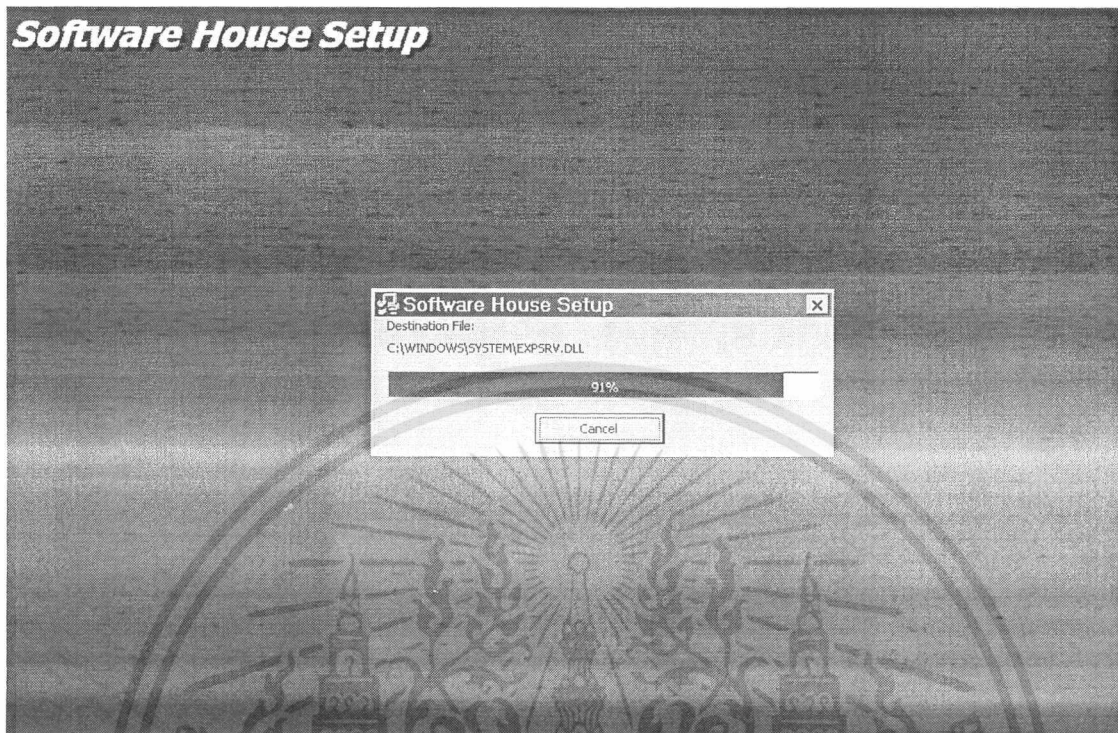 Software House Setup
Software House Setup
Destination File:
C:\WINDOWS\SYSTEM\EXPSRV.DLL
91%
Cancel